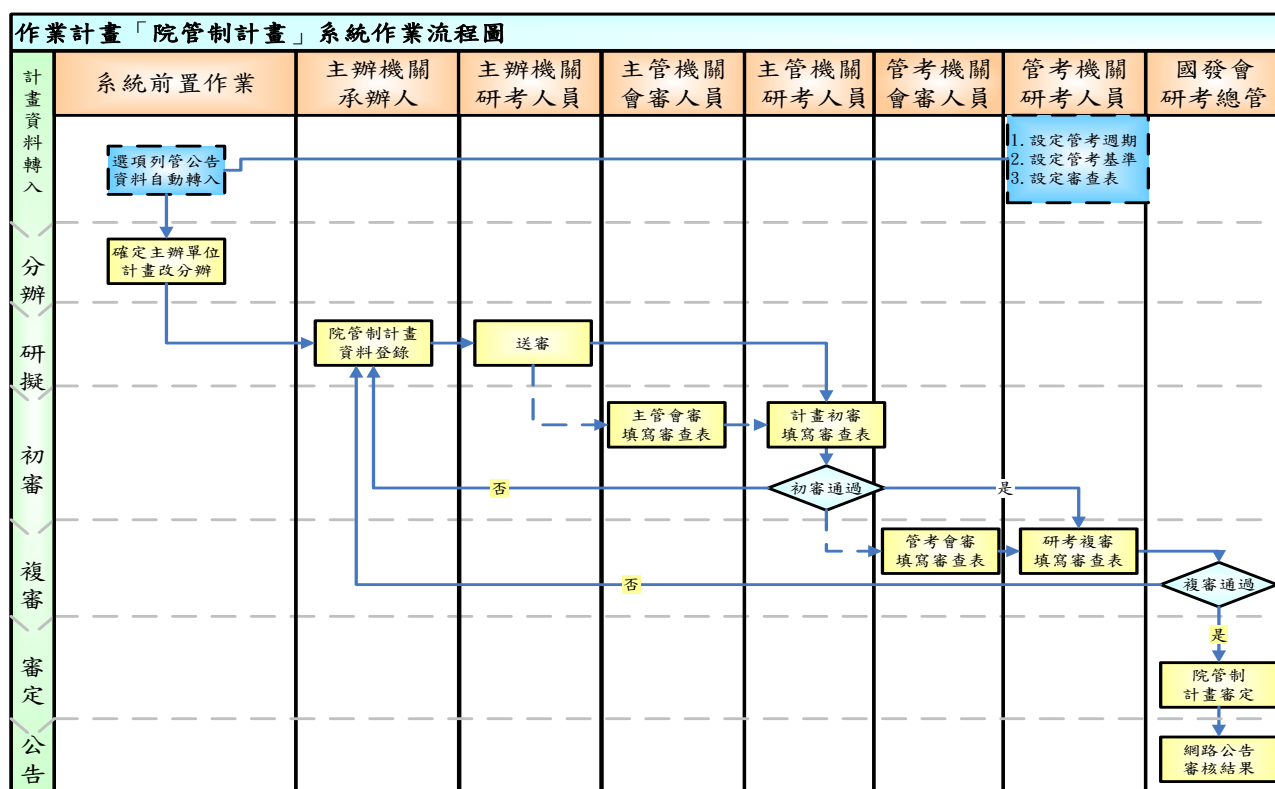 作業計畫「院管制計畫」系統作業流程圖
計畫資料轉入
系統前置作業
主辦機關
承辦人
主辦機關
研考人員
主管機關
會審人員
主管機關
研考人員
管考機關
會審人員
管考機關
研考人員
國發會
研考總管
選項列管公告
資料自動轉入
1. 設定管考週期
2. 設定管考基準
3. 設定審查表
分辦
確定主辦單位
計畫改分辦
研擬
院管制計畫
資料登錄
送審
初審
主管會審
填寫審查表
計畫初審
填寫審查表
否
初審通過
是
複審
管考會審
填寫審查表
研考複審
填寫審查表
否
複審通過
是
審定
院管制
計畫審定
公告
網路公告
審核結果